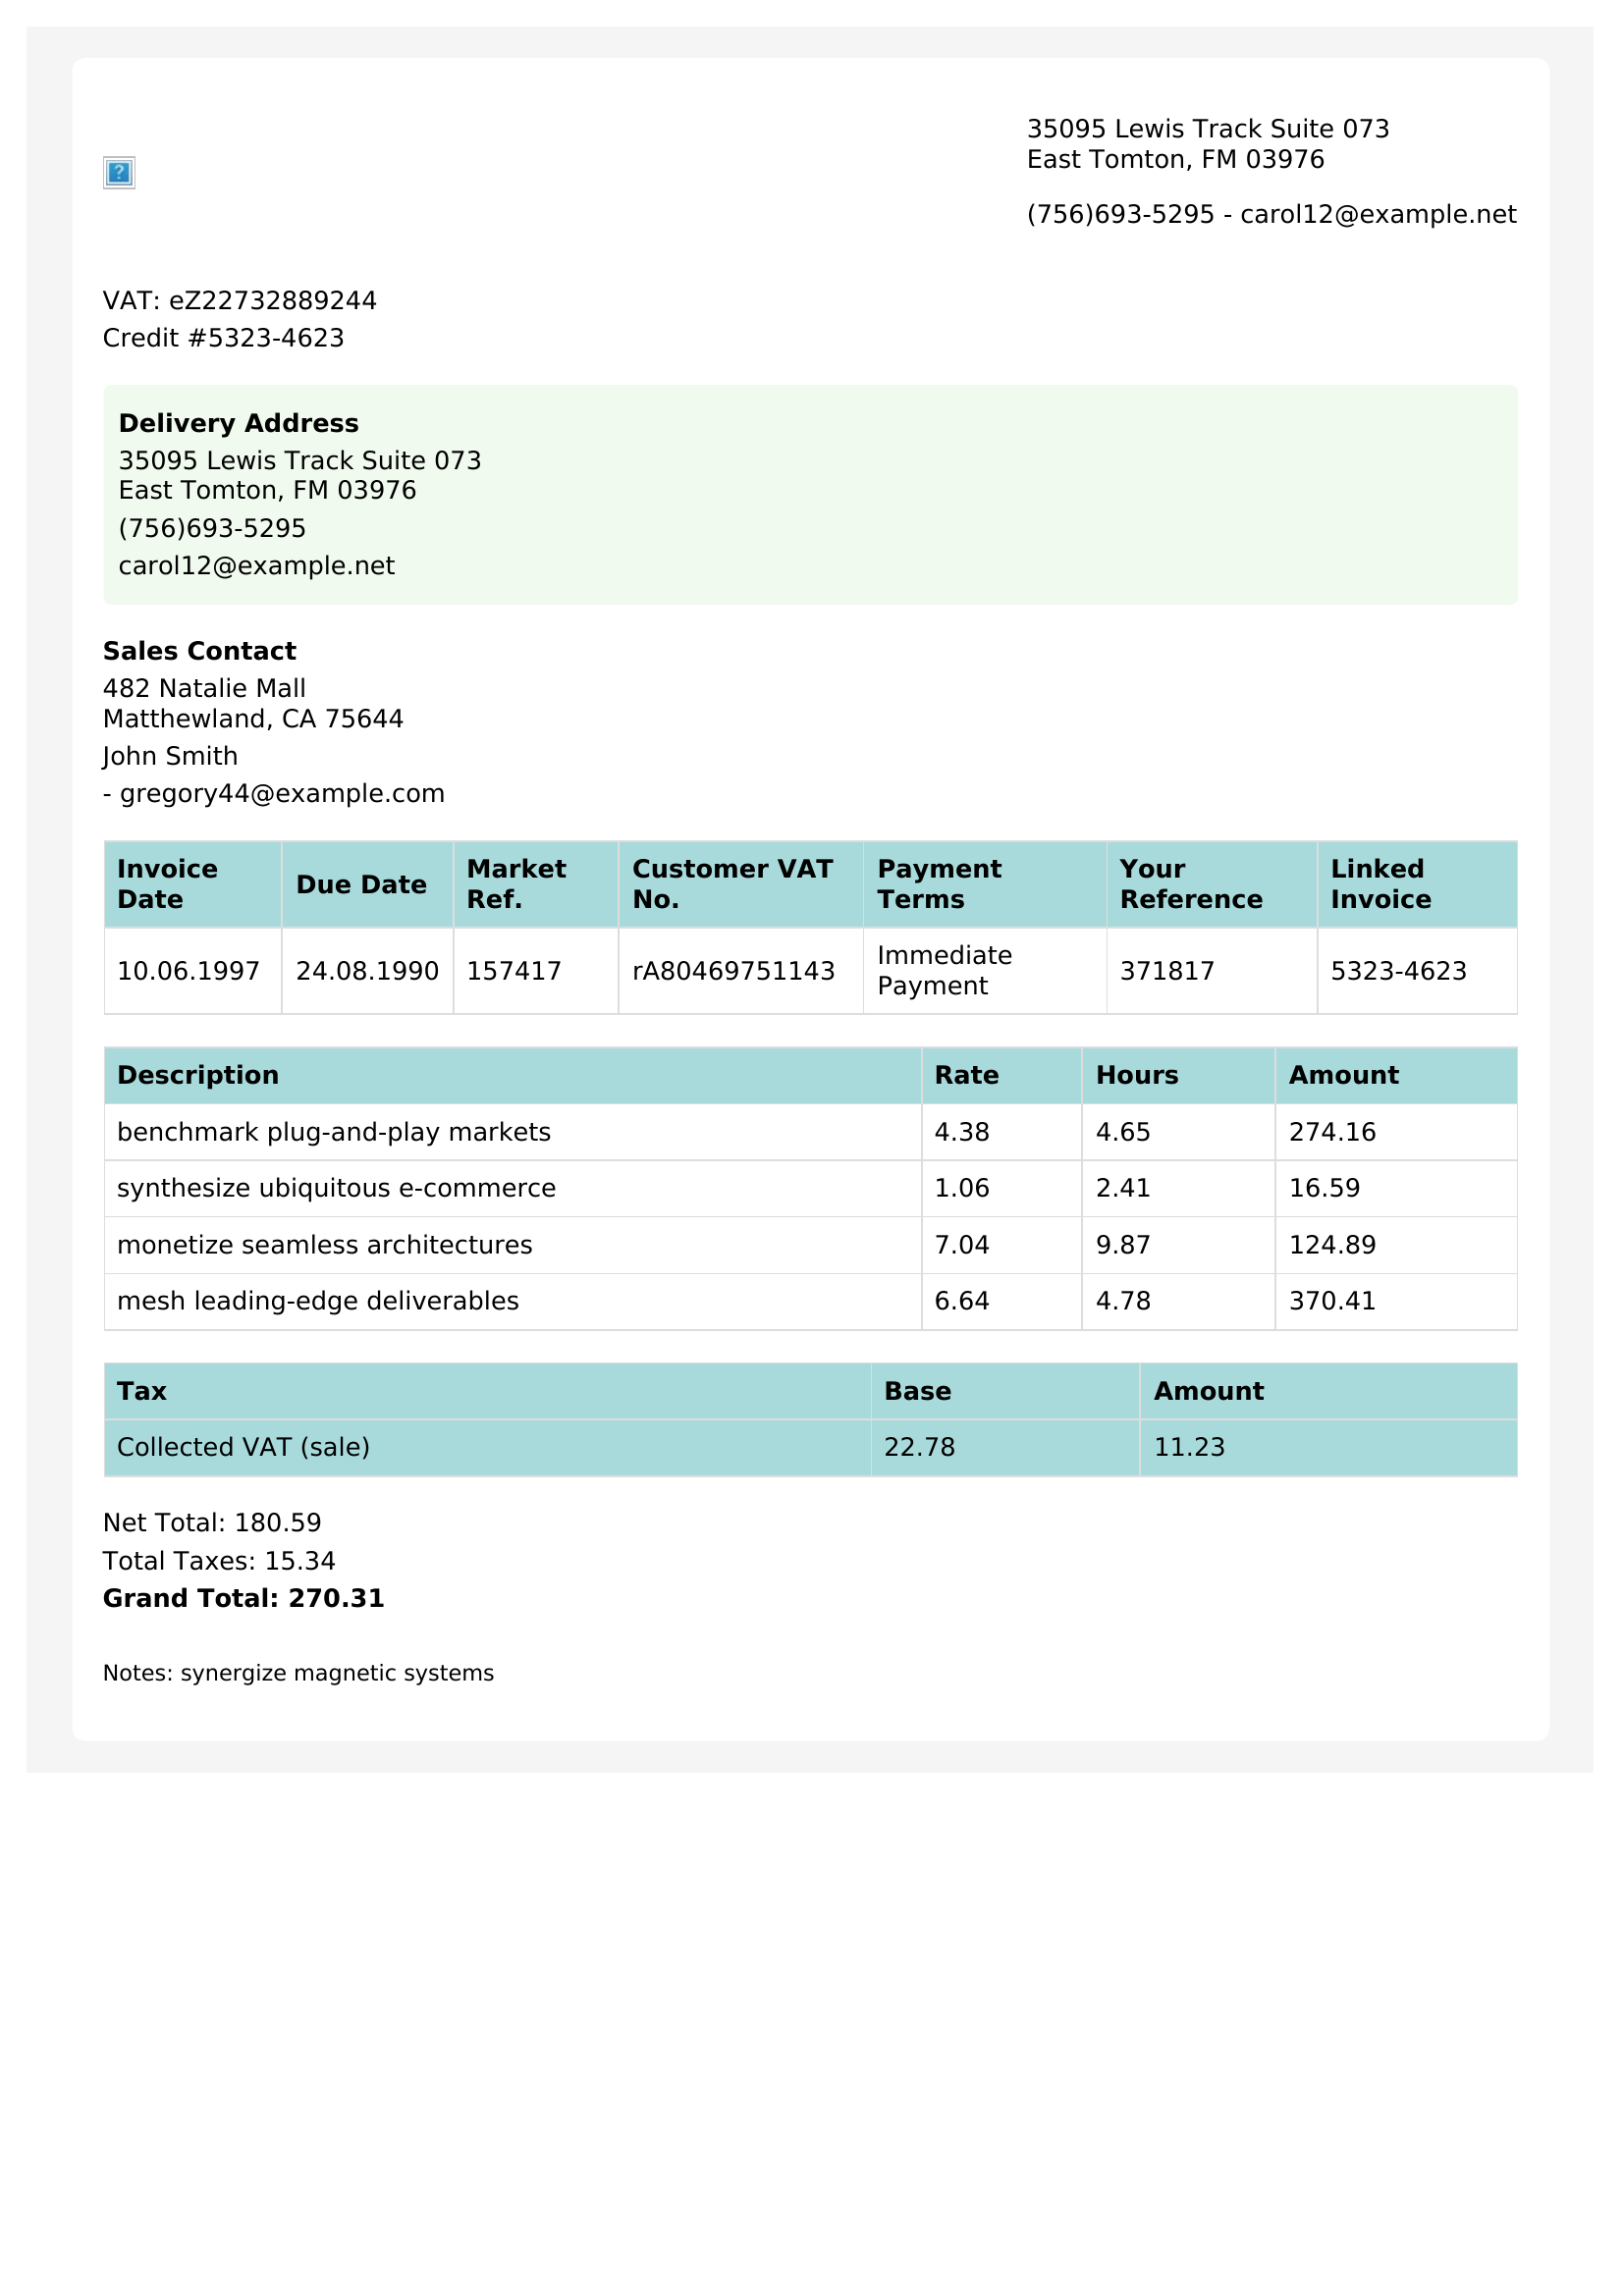 35095 Lewis Track Suite 073
East Tomton, FM 03976
(756)693-5295 - carol12@example.net
VAT: eZ22732889244
Credit #5323-4623
Delivery Address
35095 Lewis Track Suite 073
East Tomton, FM 03976
(756)693-5295
carol12@example.net
Sales Contact
482 Natalie Mall
Matthewland, CA 75644
John Smith
- gregory44@example.com
Invoice Date Due Date Market Ref. Customer VAT No. Payment Terms Your Reference Linked Invoice
10.06.1997 24.08.1990 157417 rA80469751143 Immediate Payment 371817 5323-4623
Description Rate Hours Amount
benchmark plug-and-play markets 4.38 4.65 274.16
synthesize ubiquitous e-commerce 1.06 2.41 16.59
monetize seamless architectures 7.04 9.87 124.89
mesh leading-edge deliverables 6.64 4.78 370.41
Tax Base Amount
Collected VAT (sale) 22.78 11.23
Net Total: 180.59
Total Taxes: 15.34
Grand Total: 270.31
Notes: synergize magnetic systems